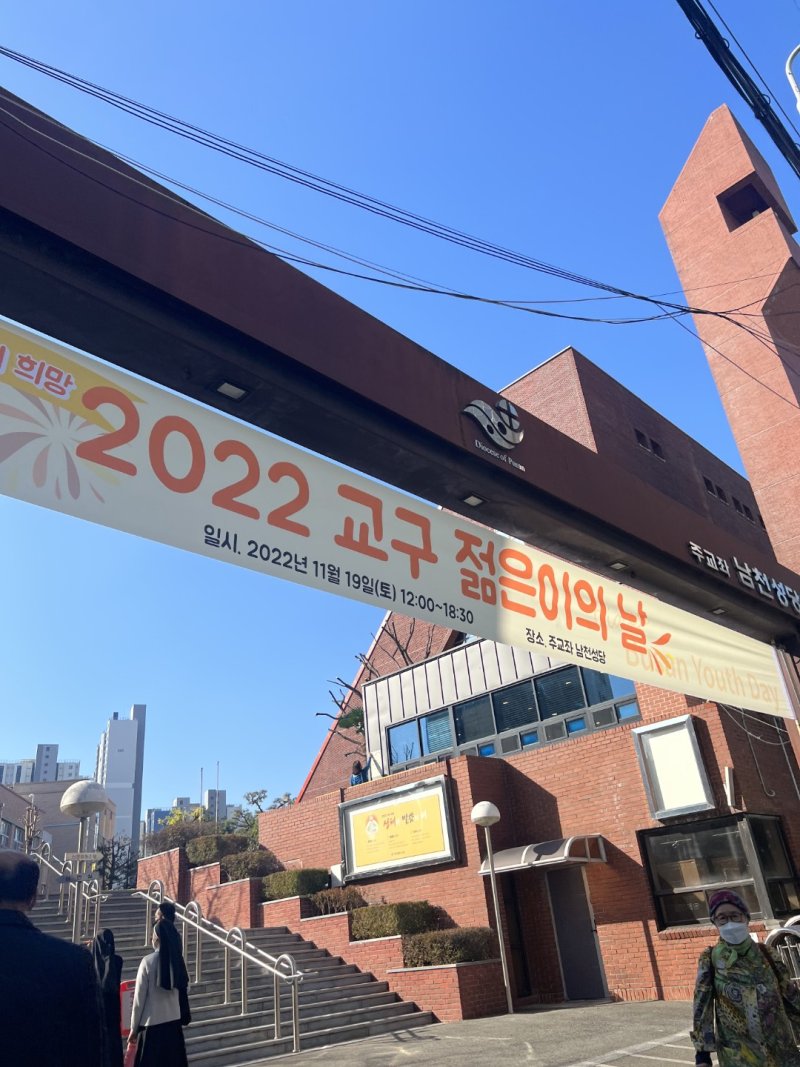 희망
2022 교구 젊은이의 날
일시. 2022년 11월 19일(토) 12:00~18:30
장소. 주교좌 남천성당
Busan Youth Day
Diocese of Pusan
주교좌 남천성당